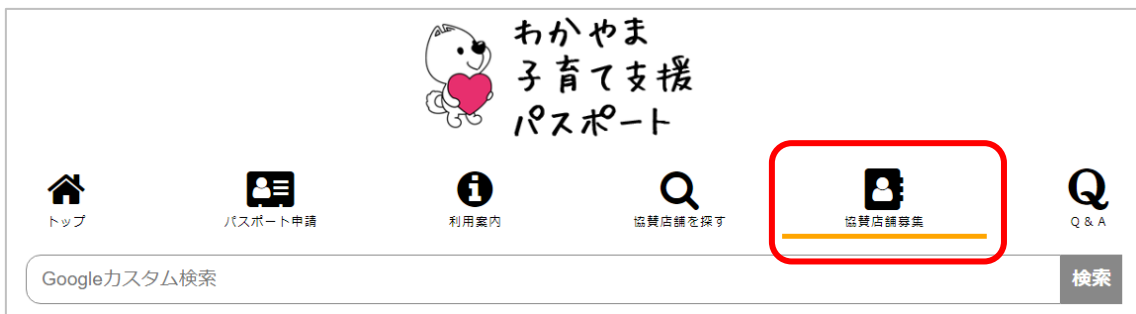 わかやま
子育て支援
パスポート
トップ
パスポート申請
利用案内
協賛店舗を探す
協賛店舗募集
Q
Q & A
Googleカスタム検索
検索